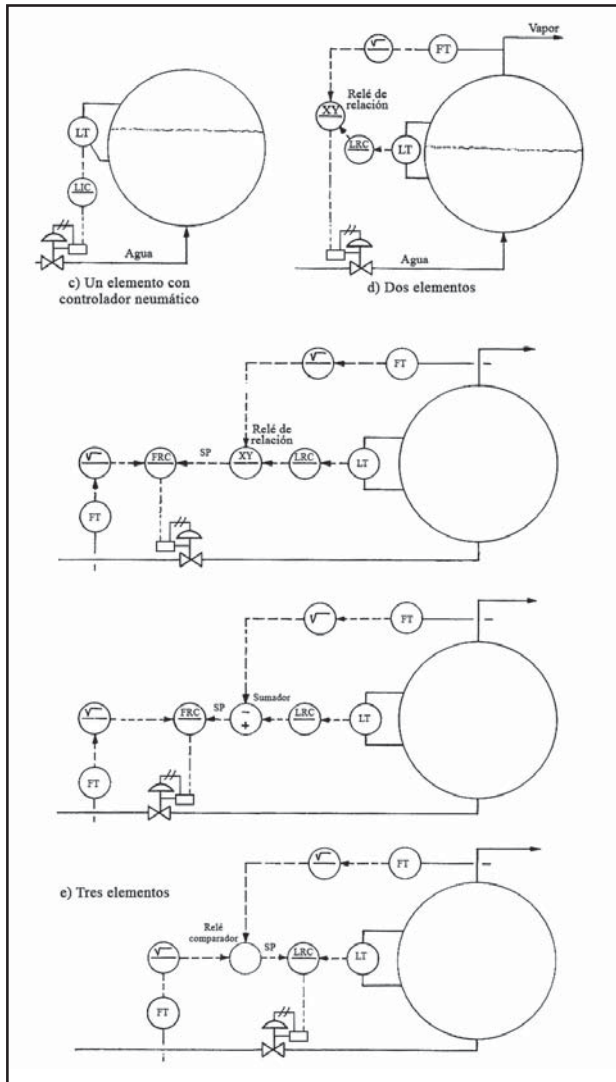 LT
LIC
Agua
c) Un elemento con
controlador neumático
Vapor
√
FT
XY
Relé de
relación
LRC
LT
Agua
d) Dos elementos
√
FT
Relé de
relación
√
FRC
SP
XY
LRC
LT
FT
√
FT
Sumador
√
FRC
SP
-
+
LRC
LT
FT
e) Tres elementos
√
FT
Relé
comparador
√
SP
LRC
LT
FT